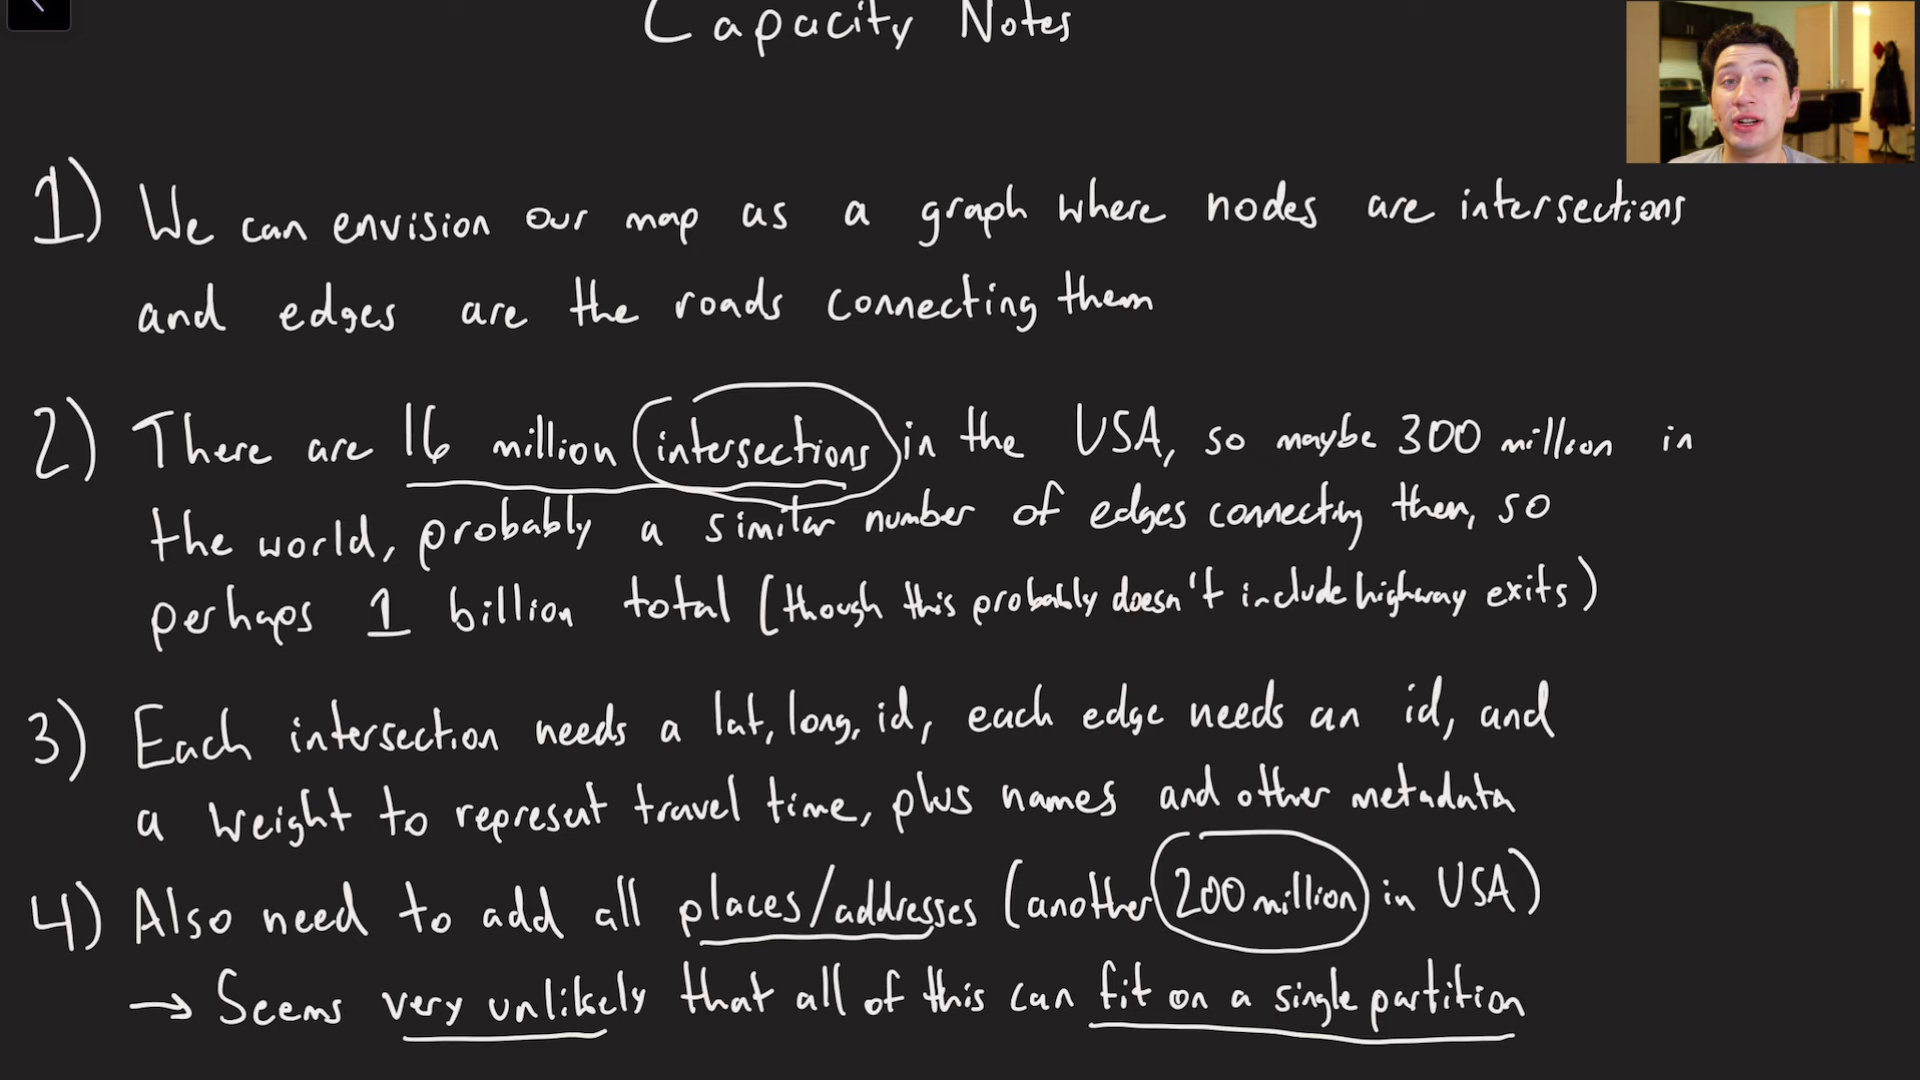 Capacity Notes
1) We can envision our map as a graph where nodes are intersections
and edges are the roads connecting them
2) There are 16 million intersections in the USA, so maybe 300 million in
the world, probably a similar number of edges connecting them, so
perhaps 1 billion total (though this probably doesn't include highway exits)
3) Each intersection needs a lat, long, id, each edge needs an id, and
a weight to represent travel time, plus names and other metadata
4) Also need to add all places/addresses (another 200 million in USA)
→ Seems very unlikely that all of this can fit on a single partition